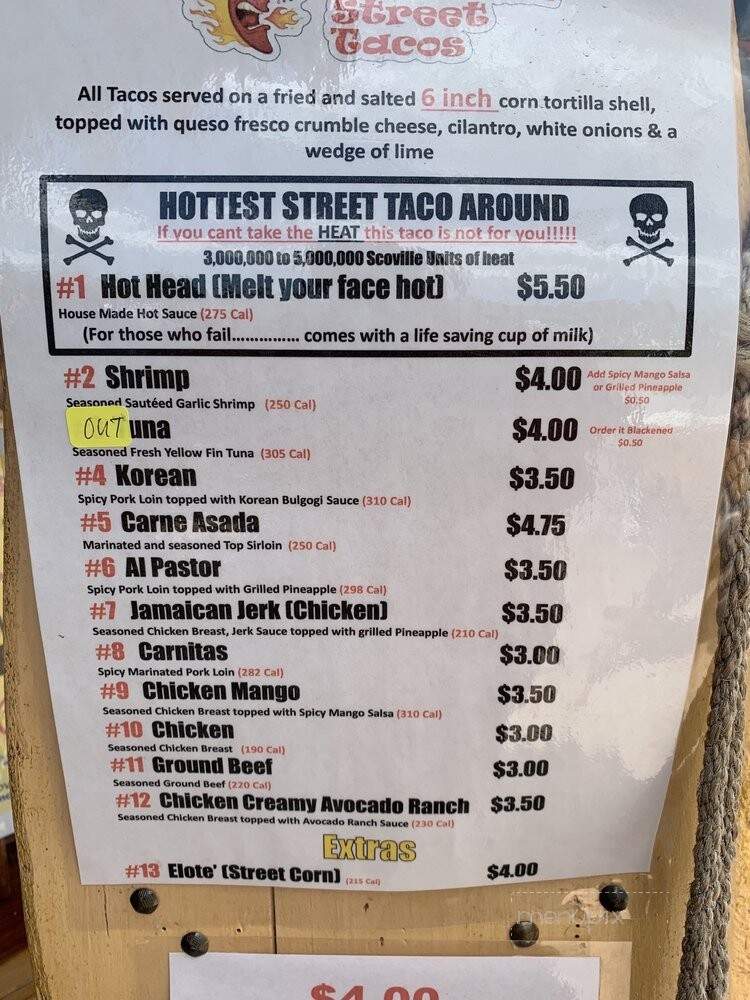 Street
Tacos
All Tacos served on a fried and salted 6 inch corn tortilla shell,
topped with queso fresco crumble cheese, cilantro, white onions & a
wedge of lime
HOTTEST STREET TACO AROUND
If you cant take the HEAT this taco is not for you!!!!!
3,000,000 to 5,000,000 Scoville Units of heat
#1 Hot Head (Melt your face hot) $5.50
House Made Hot Sauce (275 Cal)
(For those who fail............... comes with a life saving cup of milk)
#2 Shrimp $4.00 Add Spicy Mango Salsa
or Grilled Pineapple
$0.50
Seasoned Sautéed Garlic Shrimp (250 Cal)
OUT una $4.00 Order it Blackened
$0.50
Seasoned Fresh Yellow Fin Tuna (305 Cal)
#4 Korean $3.50
Spicy Pork Loin topped with Korean Bulgogi Sauce (310 Cal)
#5 Carne Asada $4.75
Marinated and seasoned Top Sirloin (250 Cal)
#6 Al Pastor $3.50
Spicy Pork Loin topped with Grilled Pineapple (298 Cal)
#7 Jamaican Jerk (Chicken) $3.50
Seasoned Chicken Breast, Jerk Sauce topped with grilled Pineapple (210 Cal)
#8 Carnitas $3.00
Spicy Marinated Pork Loin (282 Cal)
#9 Chicken Mango $3.50
Seasoned Chicken Breast topped with Spicy Mango Salsa (310 Cal)
#10 Chicken $3.00
Seasoned Chicken Breast (190 Cal)
#11 Ground Beef $3.00
Seasoned Ground Beef (220 Cal)
#12 Chicken Creamy Avocado Ranch $3.50
Seasoned Chicken Breast topped with Avocado Ranch Sauce (230 Cal)
Extras
#13 Elote' (Street Corn) (215 Cal) $4.00
menupix
$4.00